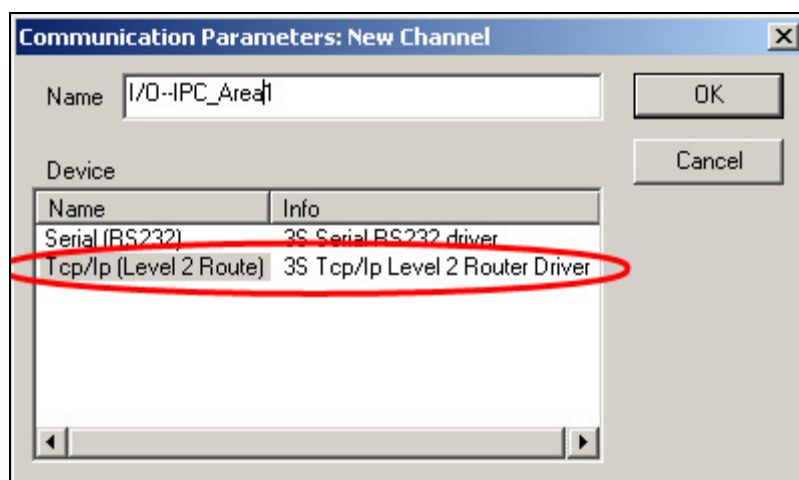 Communication Parameters: New Channel
Name I/O--IPC_Area1 OK
Cancel
Device
Name Info
Serial (RS232) 3S Serial RS232 driver
Tcp/Ip (Level 2 Route) 3S Tcp/Ip Level 2 Router Driver